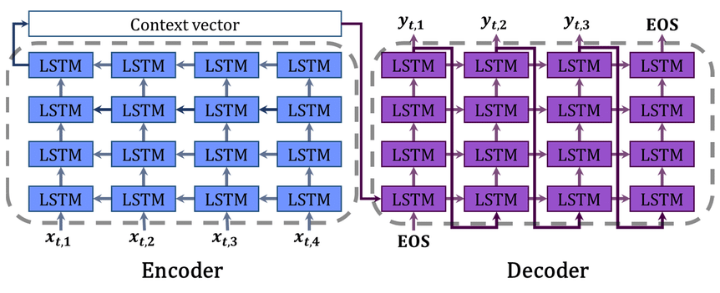 Context vector
y_{t,1} y_{t,2} y_{t,3} EOS
LSTM LSTM LSTM LSTM LSTM LSTM LSTM LSTM
LSTM LSTM LSTM LSTM LSTM LSTM LSTM LSTM
LSTM LSTM LSTM LSTM LSTM LSTM LSTM LSTM
LSTM LSTM LSTM LSTM LSTM LSTM LSTM LSTM
x_{t,1} x_{t,2} x_{t,3} x_{t,4} EOS
Encoder Decoder